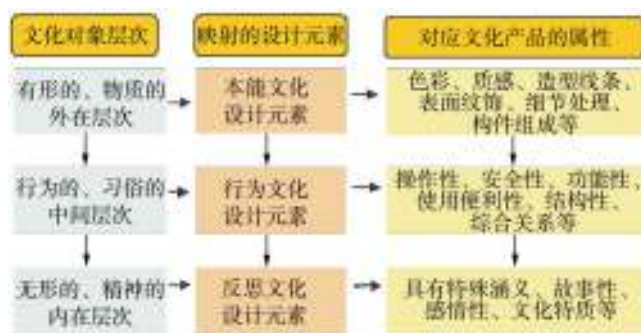 文化对象层次
映射的设计元素
对应文化产品的属性
有形的、物质的
外在层次
本能文化
设计元素
色彩、质感、造型线条、
表面纹饰、细节处理、
构件组成等
行为的、习俗的
中间层次
行为文化
设计元素
操作性、安全性、功能性、
使用便利性、结构性、
综合关系等
无形的、精神的
内在层次
反思文化
设计元素
具有特殊涵义、故事性、
感情性、文化特质等